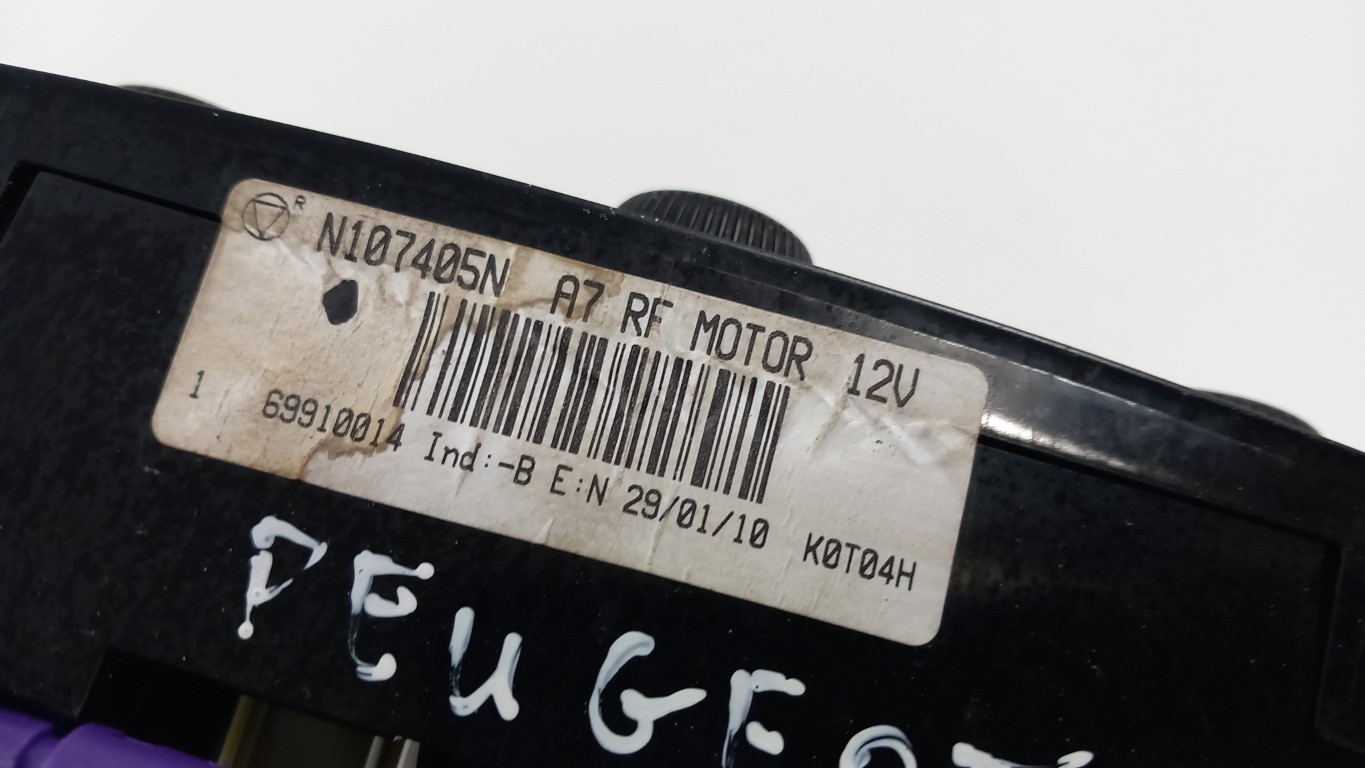 R
N107405N A7 RF MOTOR 12V
1 69910014 Ind:-B E:N 29/01/10 K0T04H
PEUGEOT